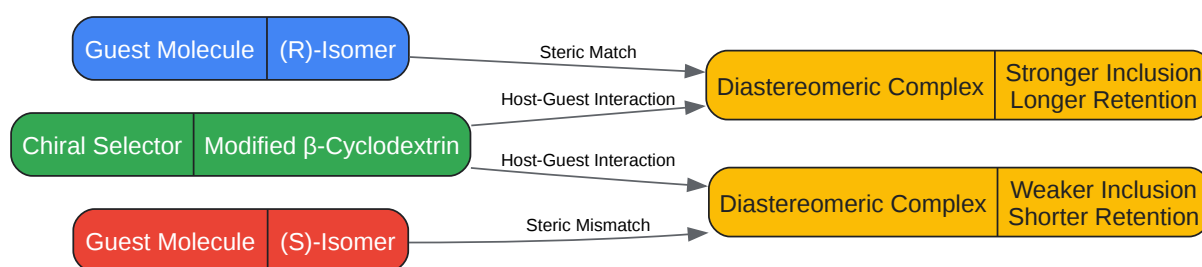 Guest Molecule (R)-Isomer
Steric Match
Diastereomeric Complex Stronger Inclusion
Longer Retention
Host-Guest Interaction
Chiral Selector Modified β-Cyclodextrin
Host-Guest Interaction
Diastereomeric Complex Weaker Inclusion
Shorter Retention
Guest Molecule (S)-Isomer
Steric Mismatch